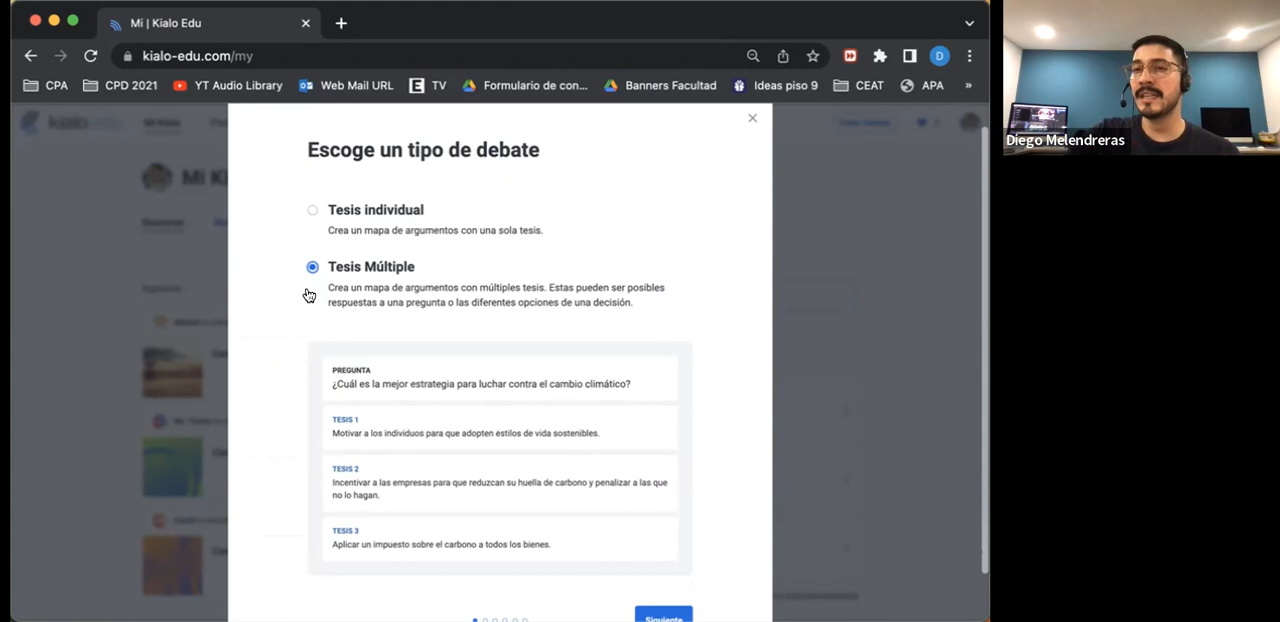 Mi | Kialo Edu
kialo-edu.com/my
D
CPA
CPD 2021
YT Audio Library
Web Mail URL
E TV
Formulario de con...
Banners Facultad
Ideas piso 9
CEAT
APA
»
kialo edu
Mi K
Escoge un tipo de debate
Tesis individual
Crea un mapa de argumentos con una sola tesis.
Tesis Múltiple
Crea un mapa de argumentos con múltiples tesis. Estas pueden ser posibles
respuestas a una pregunta o las diferentes opciones de una decisión.
PREGUNTA
¿Cuál es la mejor estrategia para luchar contra el cambio climático?
TESIS 1
Motivar a los individuos para que adopten estilos de vida sostenibles.
TESIS 2
Incentivar a las empresas para que reduzcan su huella de carbono y penalizar a las que
no lo hagan.
TESIS 3
Aplicar un impuesto sobre el carbono a todos los bienes.
Siguiente
Diego Melendreras